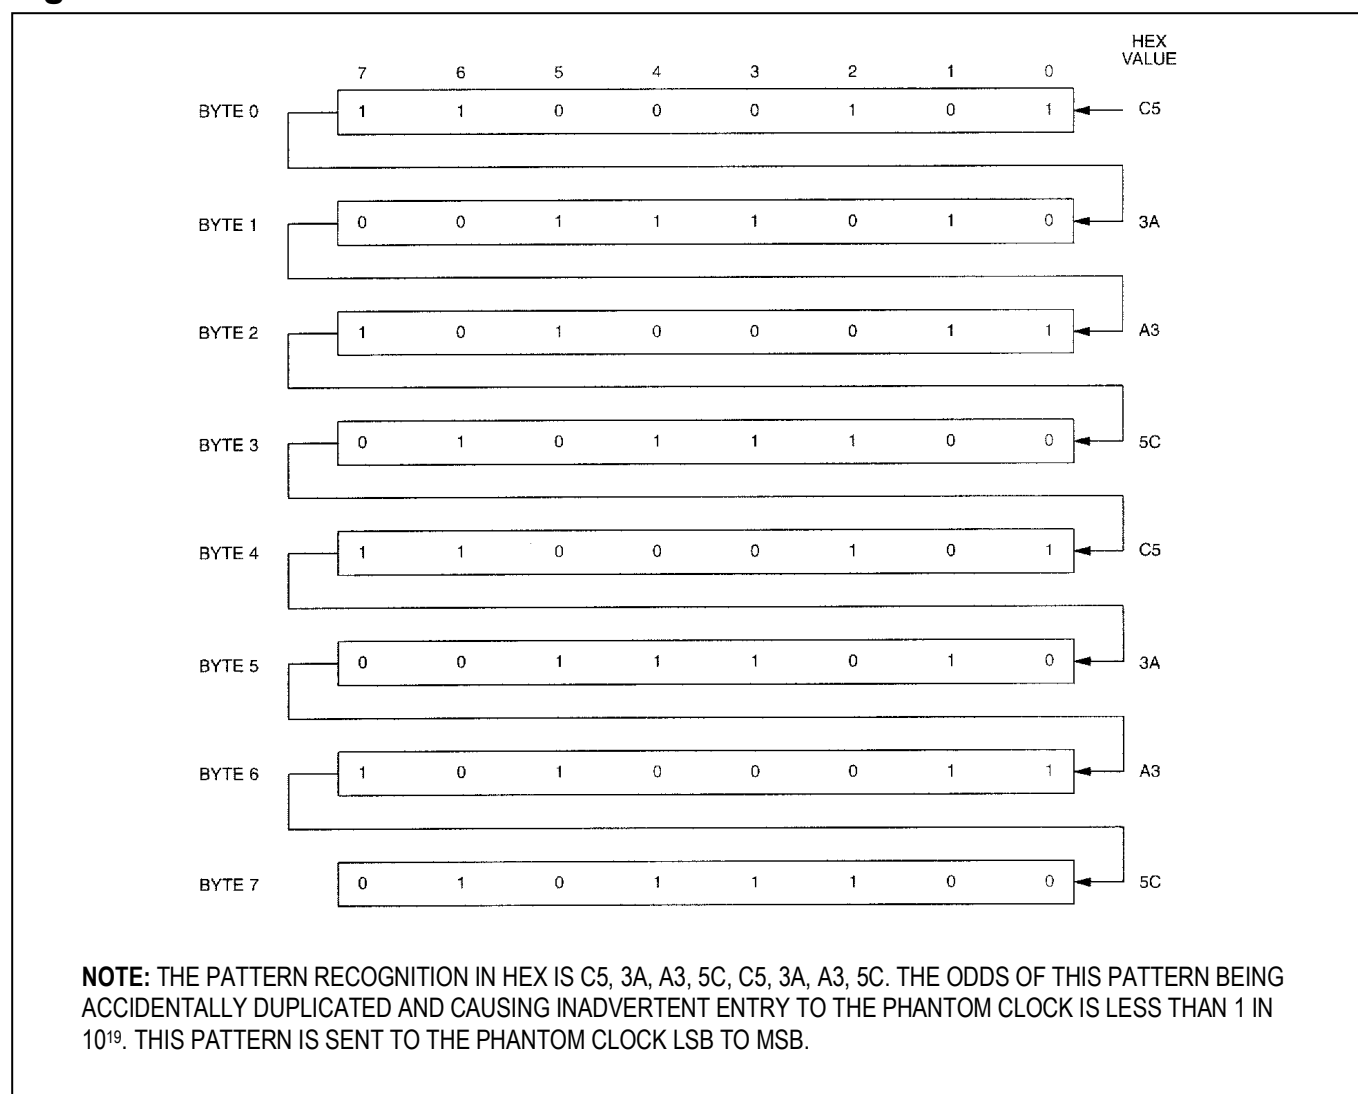 HEX
VALUE
7 6 5 4 3 2 1 0
BYTE 0 1 1 0 0 0 1 0 1 C5
BYTE 1 0 0 1 1 1 0 1 0 3A
BYTE 2 1 0 1 0 0 0 1 1 A3
BYTE 3 0 1 0 1 1 1 0 0 5C
BYTE 4 1 1 0 0 0 1 0 1 C5
BYTE 5 0 0 1 1 1 0 1 0 3A
BYTE 6 1 0 1 0 0 0 1 1 A3
BYTE 7 0 1 0 1 1 1 0 0 5C
NOTE: THE PATTERN RECOGNITION IN HEX IS C5, 3A, A3, 5C, C5, 3A, A3, 5C. THE ODDS OF THIS PATTERN BEING
ACCIDENTALLY DUPLICATED AND CAUSING INADVERTENT ENTRY TO THE PHANTOM CLOCK IS LESS THAN 1 IN
10¹⁹. THIS PATTERN IS SENT TO THE PHANTOM CLOCK LSB TO MSB.